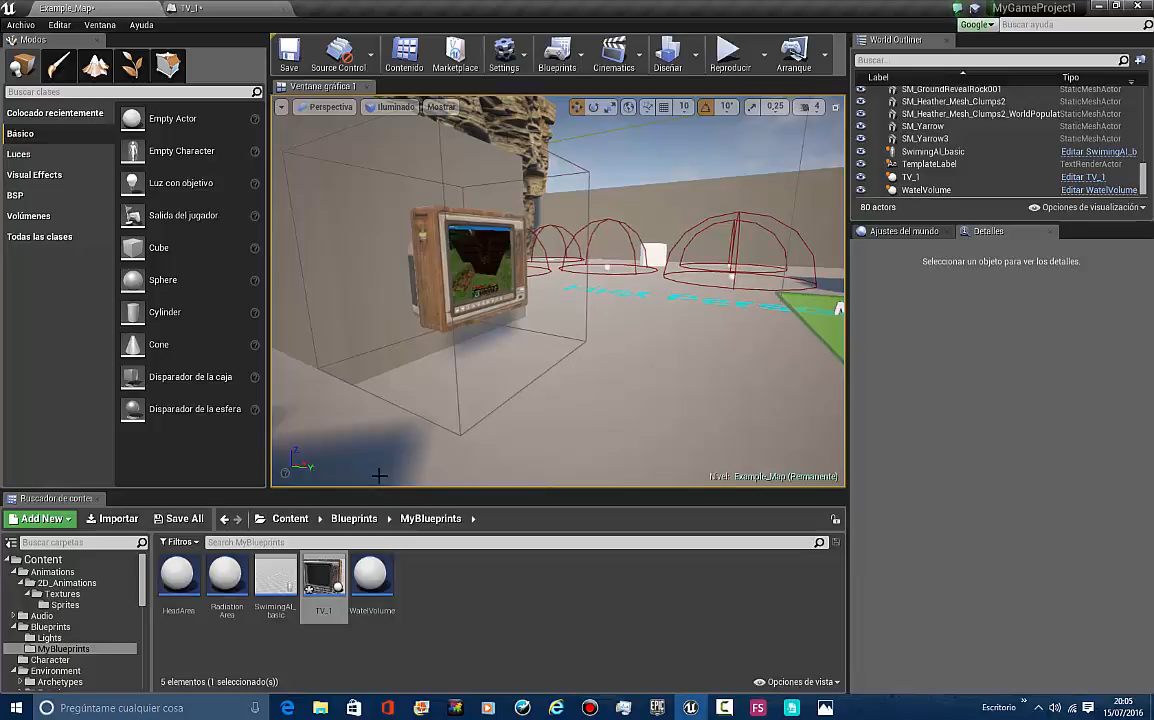 Example_Map*
TV_1*
MyGameProject1
Archivo
Editar
Ventana
Ayuda
Google
Buscar ayuda
Modos
Save
Source Control
Contenido
Marketplace
Settings
Blueprints
Cinematics
Diseñar
Reproducir
Arranque
World Outliner
Buscar...
Label
Tipo
SM_GroundRevealRock001
StaticMeshActor
SM_Heather_Mesh_Clumps2
StaticMeshActor
SM_Heather_Mesh_Clumps2_WorldPopulat
StaticMeshActor
SM_Yarrow
StaticMeshActor
SM_Yarrow3
StaticMeshActor
SwimingAI_basic
Editar SwimingAI_b
TemplateLabel
TextRenderActor
TV_1
Editar TV_1
WatelVolume
Editar WatelVolume
80 actors
Opciones de visualización
Buscar clases
Colocado recientemente
Básico
Luces
Visual Effects
BSP
Volúmenes
Todas las clases
Empty Actor
Empty Character
Luz con objetivo
Salida del jugador
Cube
Sphere
Cylinder
Cone
Disparador de la caja
Disparador de la esfera
Ventana gráfica 1
Perspectiva
Iluminado
Mostrar
10
10°
0,25
4
Z
Y
Nivel: Example_Map (Permanente)
Ajustes del mundo
Detalles
Seleccionar un objeto para ver los detalles.
Buscador de conte
Add New
Importar
Save All
Content
Blueprints
MyBlueprints
Buscar carpetas
Filtros
Search MyBlueprints
Content
Animations
2D_Animations
Textures
Sprites
Audio
Blueprints
Lights
MyBlueprints
Character
Environment
Archetypes
HeadArea
Radiation
Area
SwimingAI_
basic
TV_1
WatelVolume
5 elementos (1 seleccionado(s))
Opciones de vista
Pregúntame cualquier cosa
Escritorio
20:05
15/07/2016